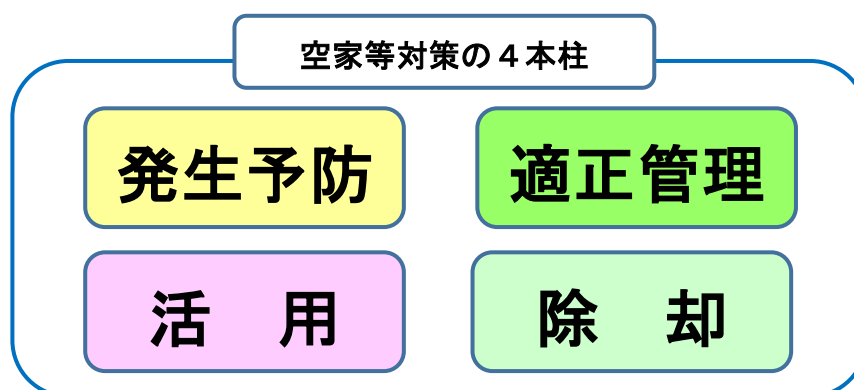 空家等対策の４本柱
発生予防
適正管理
活　用
除　却